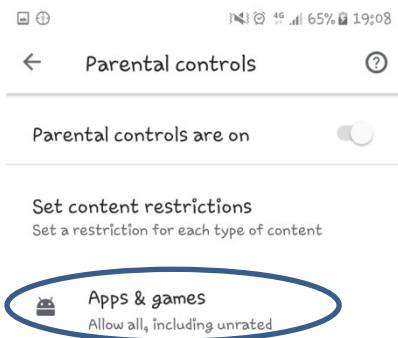 4G 65% 19:08
Parental controls
Parental controls are on
Set content restrictions
Set a restriction for each type of content
Apps & games
Allow all, including unrated